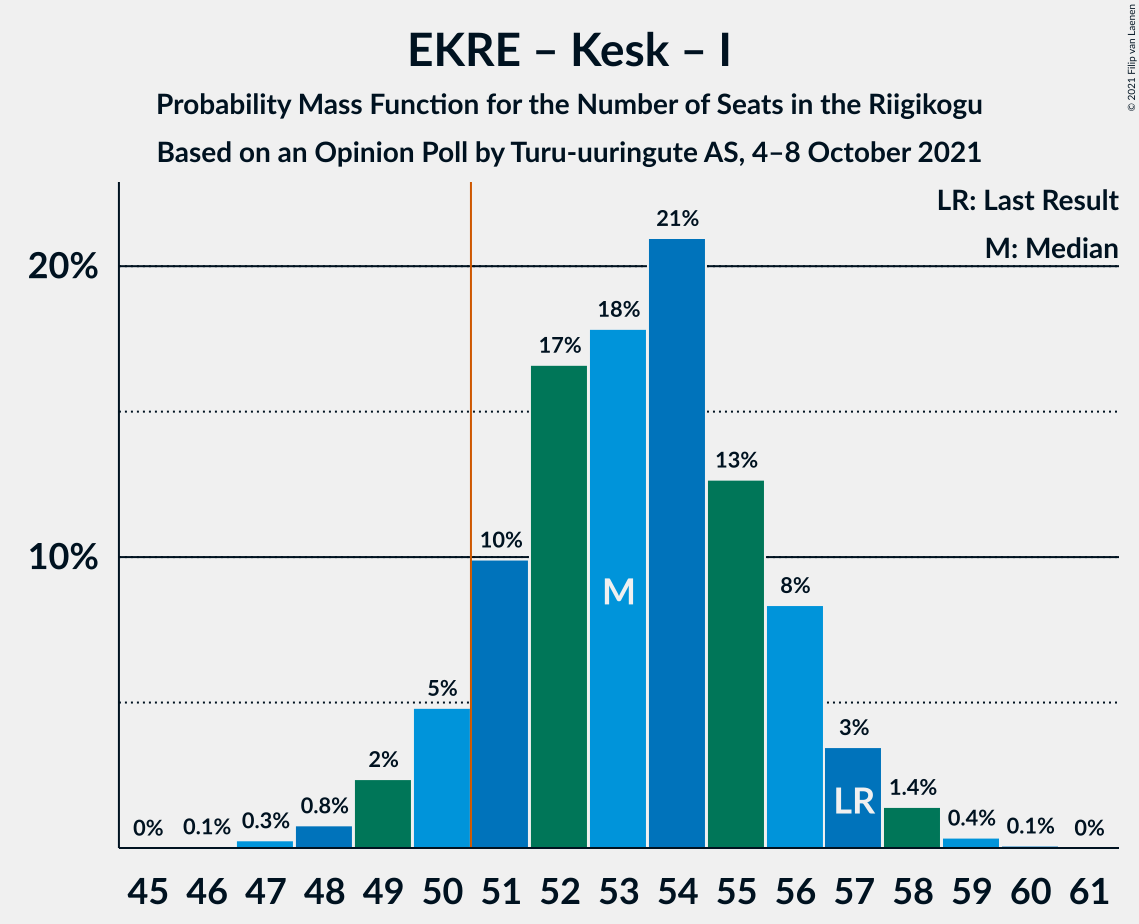 EKRE – Kesk – I
Probability Mass Function for the Number of Seats in the Riigikogu
Based on an Opinion Poll by Turu-uuringute AS, 4–8 October 2021
© 2021 Filip van Laenen
LR: Last Result
M: Median
20%
10%
0% 0.1% 0.3% 0.8% 2% 5% 10% 17% 18% 21% 13% 8% 3% 1.4% 0.4% 0.1% 0%
M
LR
45 46 47 48 49 50 51 52 53 54 55 56 57 58 59 60 61